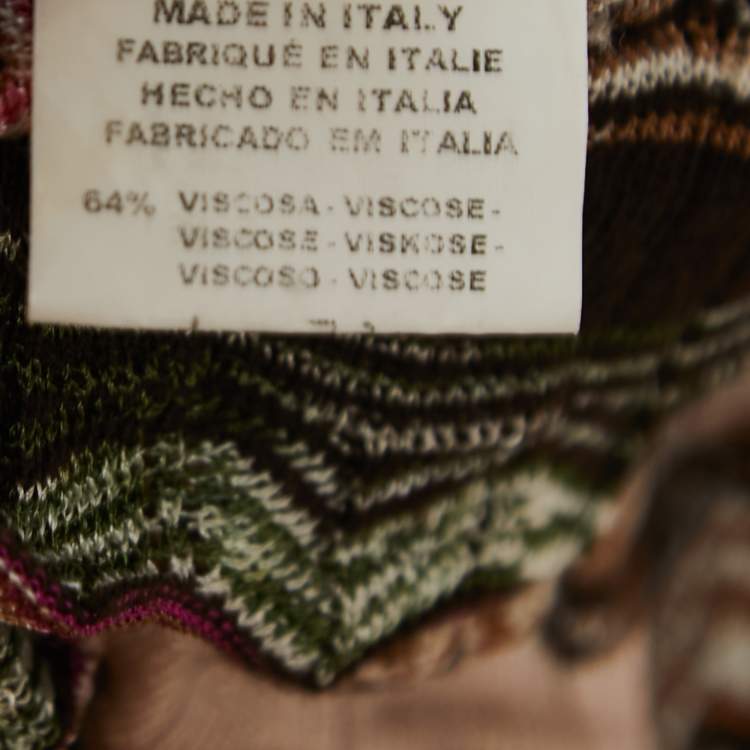 MADE IN ITALY
FABRIQUÉ EN ITALIE
HECHO EN ITALIA
FABRICADO EM ITALIA
64% VISCOSA - VISCOSE -
VISCOSE - VISKOSE -
VISCOSO - VISCOSE